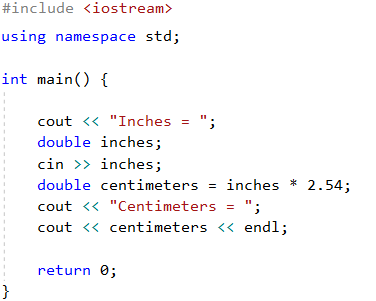 #include <iostream>
using namespace std;
int main() {
cout << "Inches = ";
double inches;
cin >> inches;
double centimeters = inches * 2.54;
cout << "Centimeters = ";
cout << centimeters << endl;
return 0;
}